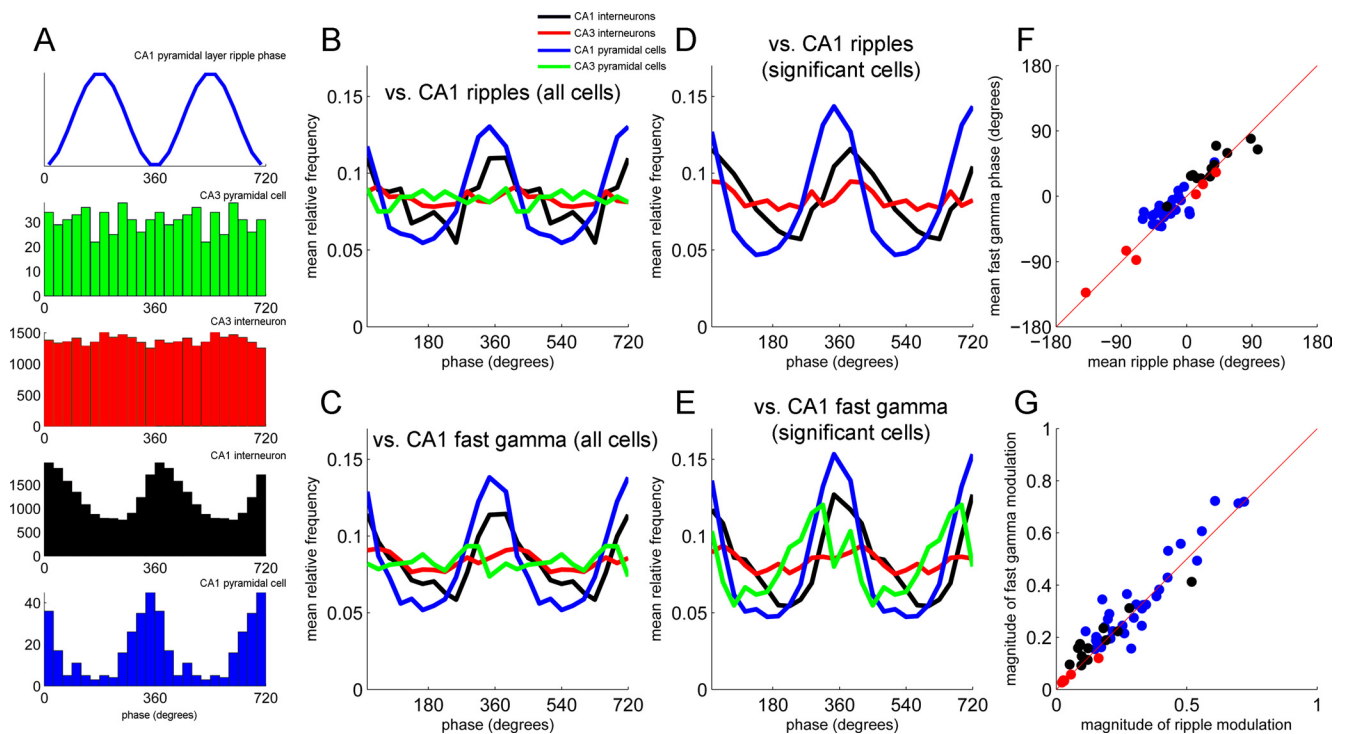 A
CA1 pyramidal layer ripple phase
0 360 720
CA3 pyramidal cell
30
20
10
0
0 360 720
CA3 interneuron
1500
1000
500
0
0 360 720
CA1 interneuron
1500
1000
500
0
0 360 720
CA1 pyramidal cell
40
20
0
0 360 720
phase (degrees)
B
CA1 interneurons
CA3 interneurons
CA1 pyramidal cells
CA3 pyramidal cells
vs. CA1 ripples (all cells)
mean relative frequency
0.15
0.1
0.05
0
180 360 540 720
phase (degrees)
C
vs. CA1 fast gamma (all cells)
mean relative frequency
0.15
0.1
0.05
0
180 360 540 720
phase (degrees)
D
vs. CA1 ripples
(significant cells)
mean relative frequency
0.15
0.1
0.05
0
180 360 540 720
phase (degrees)
E
vs. CA1 fast gamma
(significant cells)
mean relative frequency
0.15
0.1
0.05
0
180 360 540 720
phase (degrees)
F
mean fast gamma phase (degrees)
180
90
0
−90
−180
−180 −90 0 90 180
mean ripple phase (degrees)
G
magnitude of fast gamma modulation
1
0.8
0.6
0.4
0.2
0
0 0.5 1
magnitude of ripple modulation